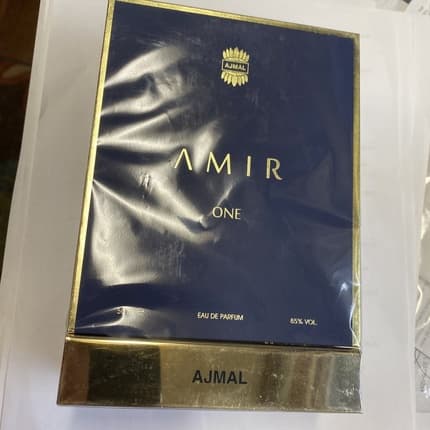 AJMAL
AMIR
ONE
EAU DE PARFUM 85% VOL.
AJMAL